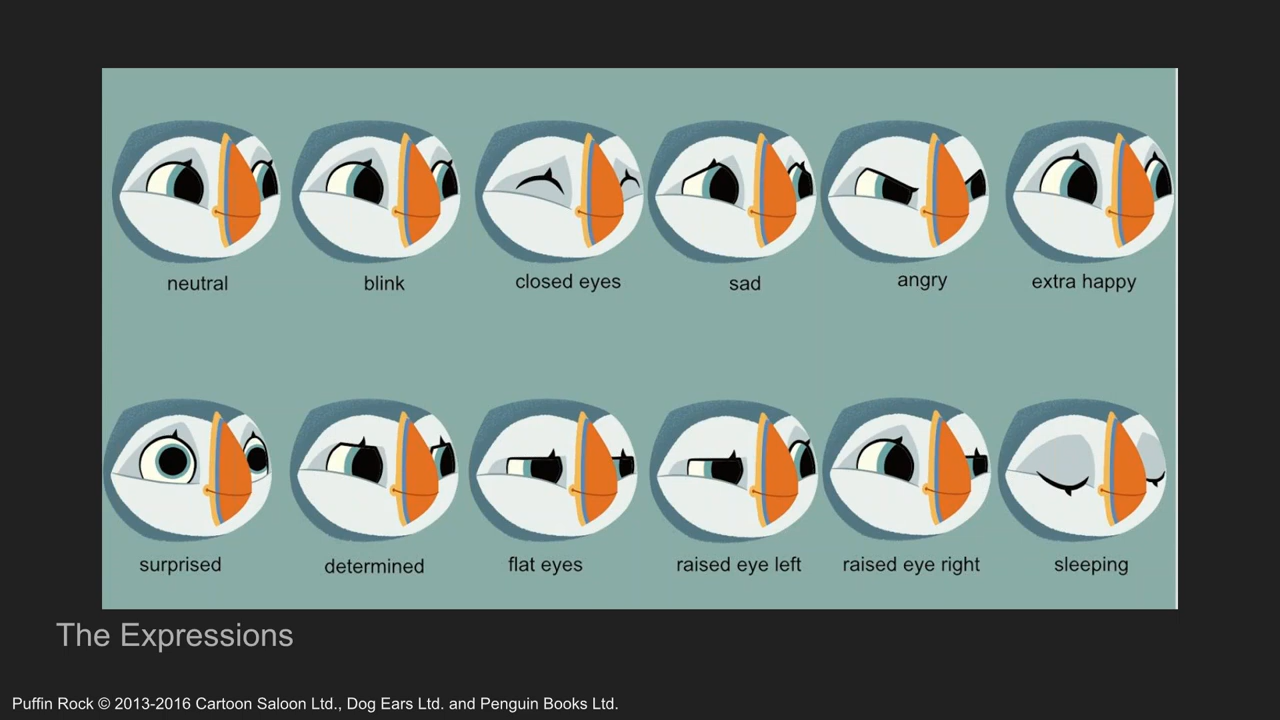 neutral
blink
closed eyes
sad
angry
extra happy
surprised
determined
flat eyes
raised eye left
raised eye right
sleeping
The Expressions
Puffin Rock © 2013-2016 Cartoon Saloon Ltd., Dog Ears Ltd. and Penguin Books Ltd.